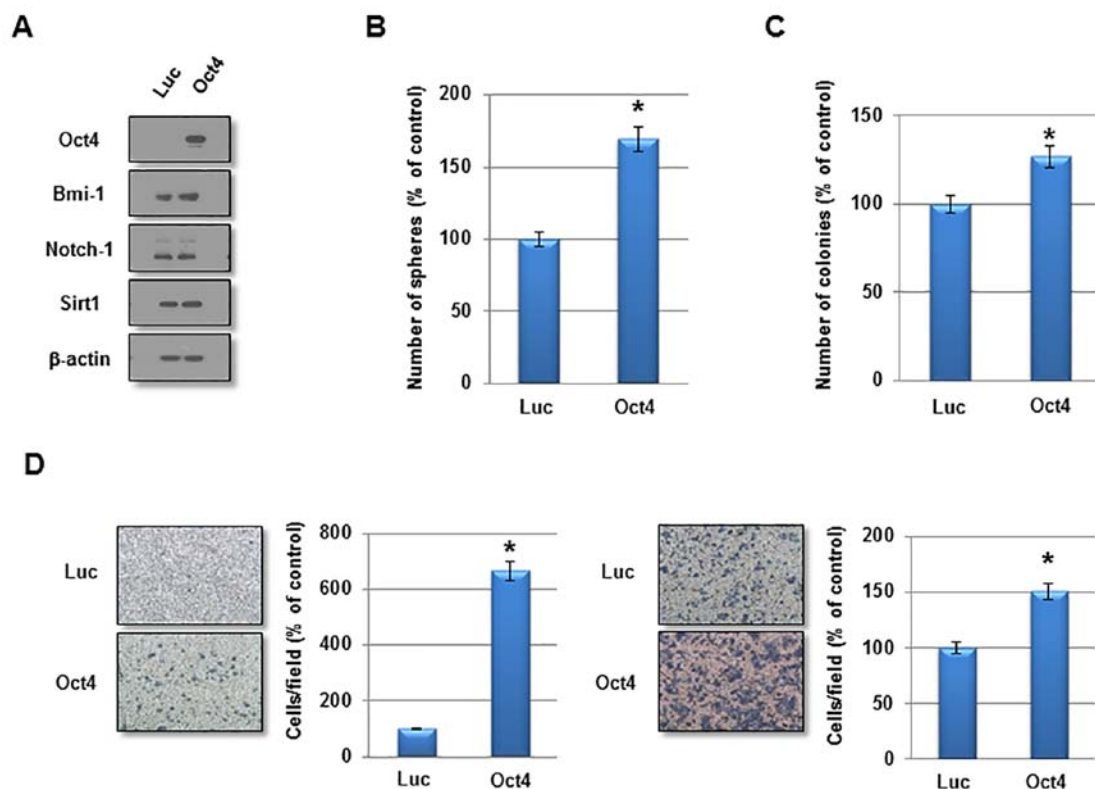 A
Luc
Oct4
Oct4
Bmi-1
Notch-1
Sirt1
β-actin
B
Number of spheres (% of control)
200
150
100
50
0
*
Luc
Oct4
C
Number of colonies (% of control)
150
100
50
0
*
Luc
Oct4
D
Luc
Oct4
Cells/field (% of control)
800
600
400
200
0
*
Luc
Oct4
Luc
Oct4
Cells/field (% of control)
200
150
100
50
0
*
Luc
Oct4